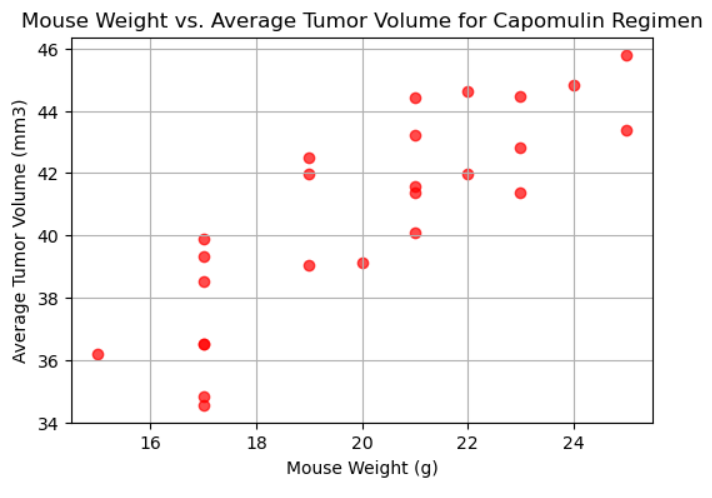 Mouse Weight vs. Average Tumor Volume for Capomulin Regimen
46
44
42
40
38
36
34
Average Tumor Volume (mm3)
16 18 20 22 24
Mouse Weight (g)